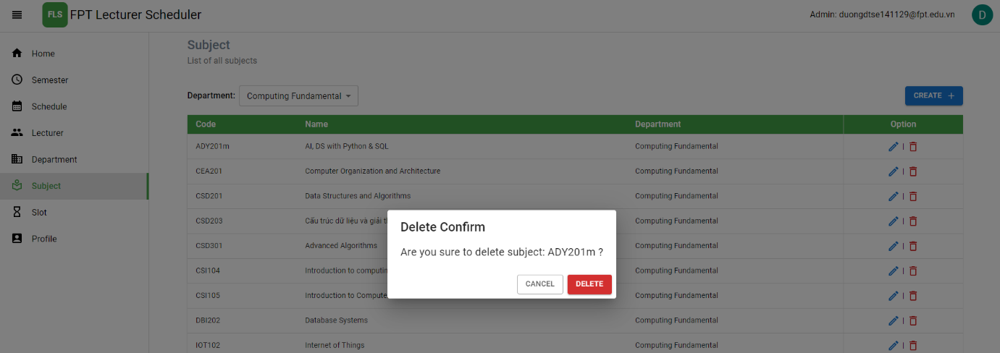 FLS FPT Lecturer Scheduler
Admin: duongdtse141129@fpt.edu.vn
D
Home
Semester
Schedule
Lecturer
Department
Subject
Slot
Profile
Subject
List of all subjects
Department: Computing Fundamental
CREATE +
Code Name Department Option
ADY201m AI, DS with Python & SQL Computing Fundamental |
CEA201 Computer Organization and Architecture Computing Fundamental |
CSD201 Data Structures and Algorithms Computing Fundamental |
CSD203 Cấu trúc dữ liệu và giải Computing Fundamental |
CSD301 Advanced Algorithms Computing Fundamental |
CSI104 Introduction to Computing Fundamental |
CSI105 Introduction to Computing Fundamental |
DBI202 Database Systems Computing Fundamental |
IOT102 Internet of Things Computing Fundamental |
Delete Confirm
Are you sure to delete subject: ADY201m ?
CANCEL DELETE